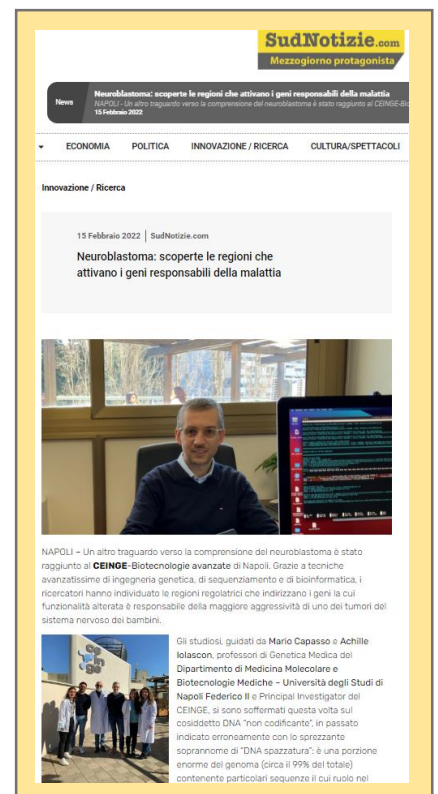 SudNotizie.com
Mezzogiorno protagonista
News
Neuroblastoma: scoperte le regioni che attivano i geni responsabili della malattia
NAPOLI - Un altro traguardo verso la comprensione del neuroblastoma è stato raggiunto al CEINGE-Bio
15 Febbraio 2022
ECONOMIA POLITICA INNOVAZIONE / RICERCA CULTURA/SPETTACOLI
Innovazione / Ricerca
15 Febbraio 2022 | SudNotizie.com
Neuroblastoma: scoperte le regioni che
attivano i geni responsabili della malattia
NAPOLI – Un altro traguardo verso la comprensione del neuroblastoma è stato
raggiunto al CEINGE-Biotecnologie avanzate di Napoli. Grazie a tecniche
avanzatissime di ingegneria genetica, di sequenziamento e di bioinformatica, i
ricercatori hanno individuato le regioni regolatrici che indirizzano i geni la cui
funzionalità alterata è responsabile della maggiore aggressività di uno dei tumori del
sistema nervoso dei bambini.
Gli studiosi, guidati da Mario Capasso e Achille
Iolascon, professori di Genetica Medica del
Dipartimento di Medicina Molecolare e
Biotecnologie Mediche – Università degli Studi di
Napoli Federico II e Principal Investigator del
CEINGE, si sono soffermati questa volta sul
cosiddetto DNA "non codificante", in passato
indicato erroneamente con lo sprezzante
soprannome di "DNA spazzatura": è una porzione
enorme del genoma (circa il 99% del totale)
contenente particolari sequenze il cui ruolo nel